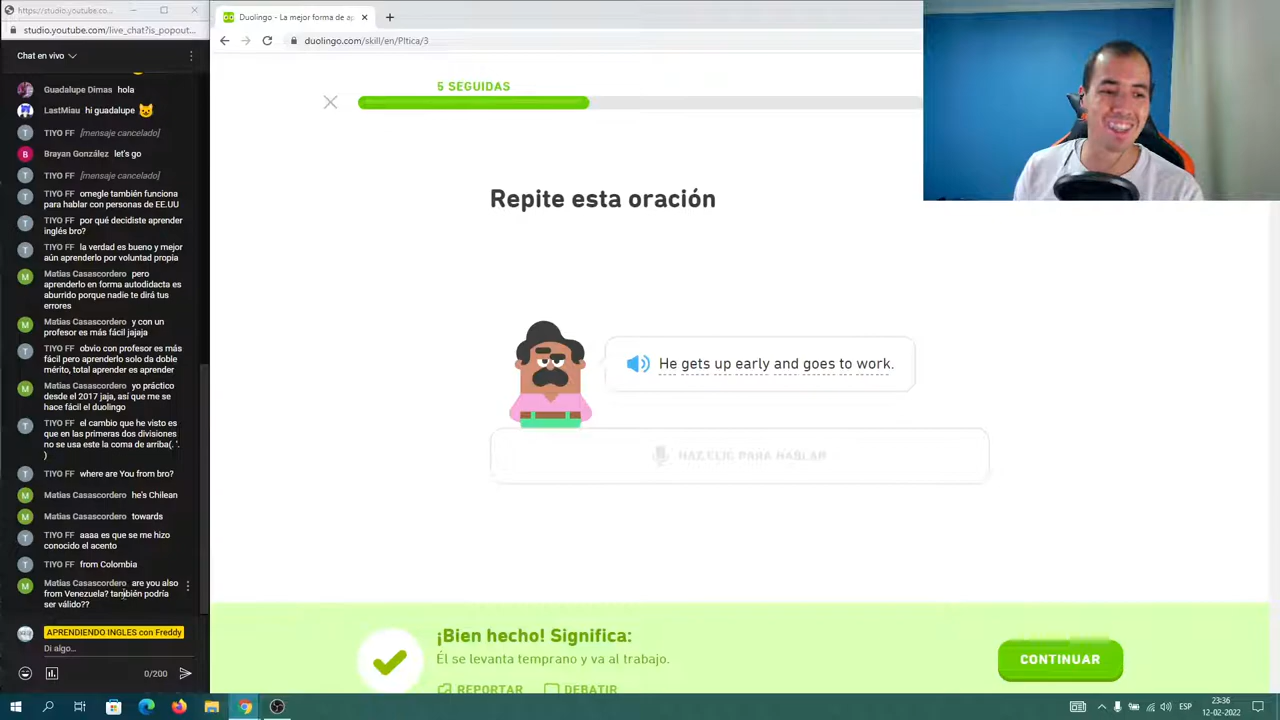 https://studio.youtube.com/live_chat?is_po...
studio.youtube.com/live_chat?is_popout...
Chat en vivo
Guadalupe Dimas hola
LastMiau hi guadalupe
TIYO FF [mensaje cancelado]
Brayan González let's go
TIYO FF [mensaje cancelado]
TIYO FF omegle también funciona
para hablar con personas de EE.UU
TIYO FF por qué decidiste aprender
inglés bro?
TIYO FF la verdad es bueno y mejor
aún aprenderlo por voluntad propia
Matías Casascordero pero
aprenderlo en forma autodidacta es
aburrido porque nadie te dirá tus
errores
Matías Casascordero y con un
profesor es más fácil jajaja
TIYO FF obvio con profesor es más
fácil pero aprenderlo solo da doble
mérito, total aprender es aprender
Matías Casascordero yo práctico
desde el 2017 jaja, así que me se
hace fácil el duolingo
TIYO FF el cambio que he visto es
que en las primeras dos divisiones
no se usa este la coma de arriba( '.
)
TIYO FF where are You from bro?
Matías Casascordero he's Chilean
Matías Casascordero towards
TIYO FF aaaa es que se me hizo
conocido el acento
TIYO FF from Colombia
Matías Casascordero are you also
from Venezuela? también podría
ser válido??
APRENDIENDO INGLES con Freddy
Di algo...
0/200
Duolingo - La mejor forma de ap
duolingo.com/skill/en/Pltica/3
5 SEGUIDAS
Repite esta oración
He gets up early and goes to work.
HAZ CLIC PARA HABLAR
¡Bien hecho! Significa:
Él se levanta temprano y va al trabajo.
REPORTAR DEBATIR
CONTINUAR
ESP
23:36
12-02-2022